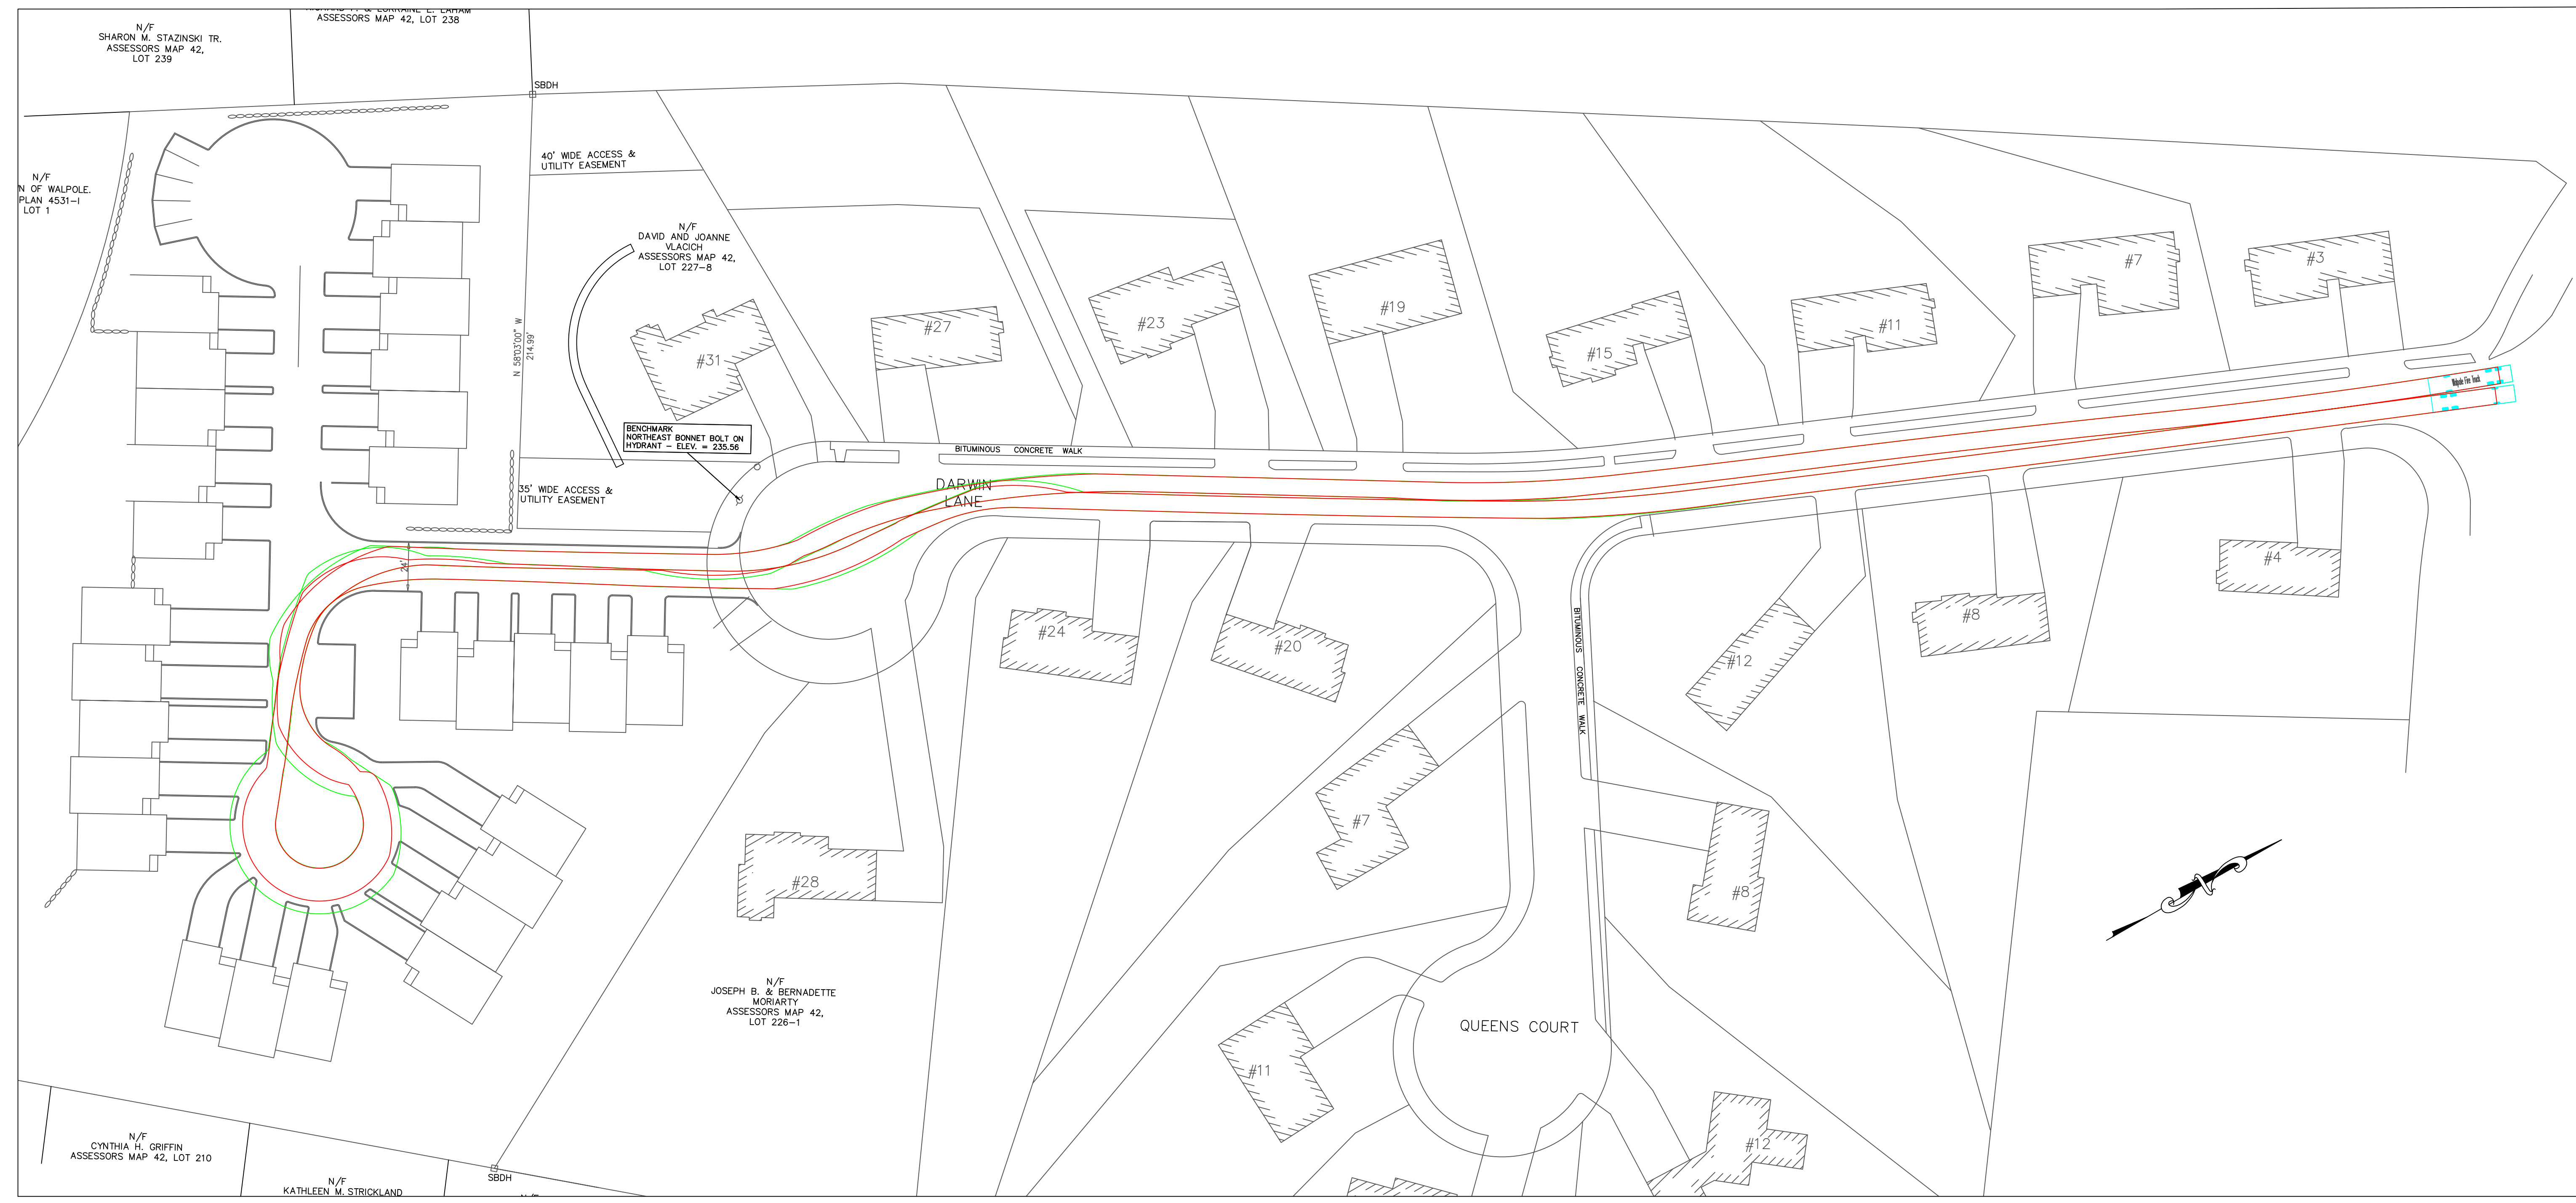 ASSESSORS MAP 42, LOT 238
N/F
SHARON M. STAZINSKI TR.
ASSESSORS MAP 42,
LOT 239
SBDH
40' WIDE ACCESS &
UTILITY EASEMENT
N/F
N OF WALPOLE.
PLAN 4531-I
LOT 1
N/F
DAVID AND JOANNE
VLACICH
ASSESSORS MAP 42,
LOT 227-8
N 58°03'00" W
214.99'
#31
#27
#23
#19
#15
#11
#7
#3
Walpole Fire Truck
BENCHMARK
NORTHEAST BONNET BOLT ON
HYDRANT - ELEV. = 235.56
BITUMINOUS CONCRETE WALK
DARWIN
LANE
35' WIDE ACCESS &
UTILITY EASEMENT
24'
#24
#20
#12
#8
#4
BITUMINOUS CONCRETE WALK
#28
#7
#8
N
N/F
JOSEPH B. & BERNADETTE
MORIARTY
ASSESSORS MAP 42,
LOT 226-1
QUEENS COURT
#11
#12
N/F
CYNTHIA H. GRIFFIN
ASSESSORS MAP 42, LOT 210
SBDH
N/F
KATHLEEN M. STRICKLAND